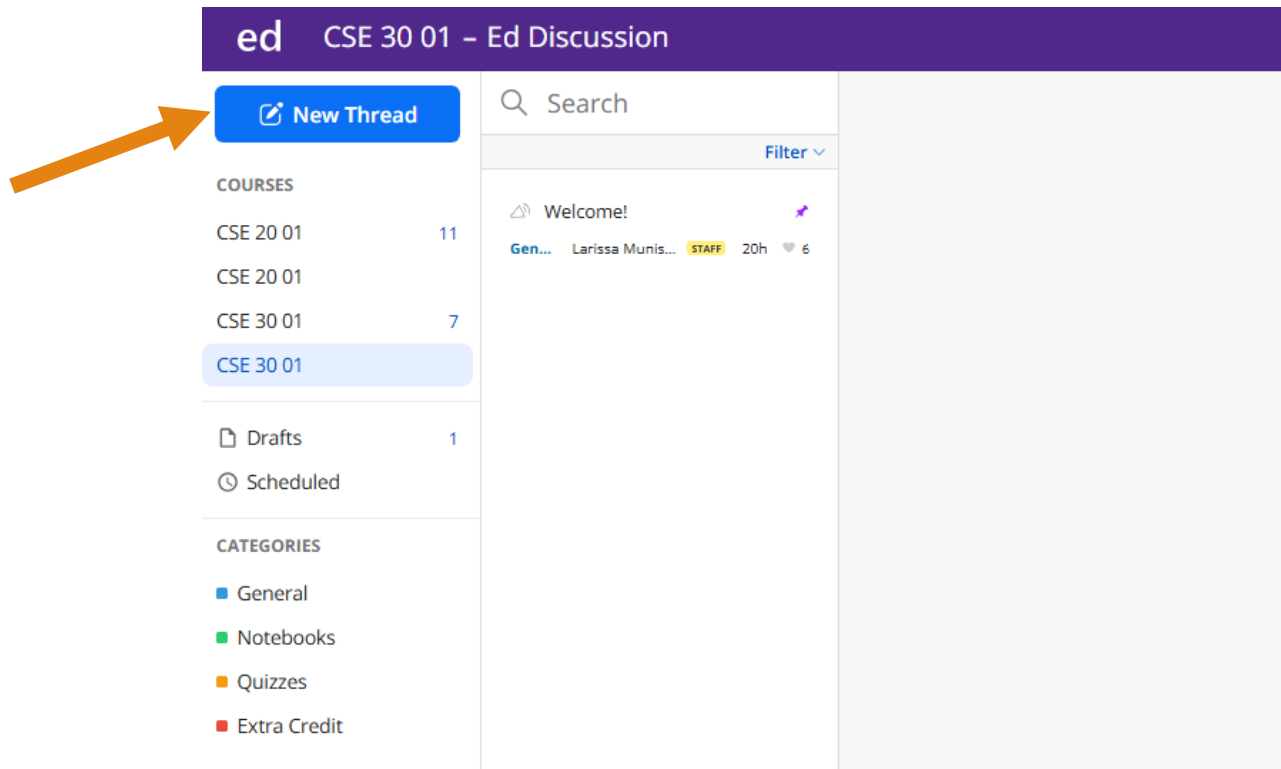 ed CSE 30 01 – Ed Discussion
New Thread
Search
Filter
COURSES
CSE 20 01 11
CSE 20 01
CSE 30 01 7
CSE 30 01
Drafts 1
Scheduled
CATEGORIES
General
Notebooks
Quizzes
Extra Credit
Welcome!
Gen... Larissa Munis... STAFF 20h 6